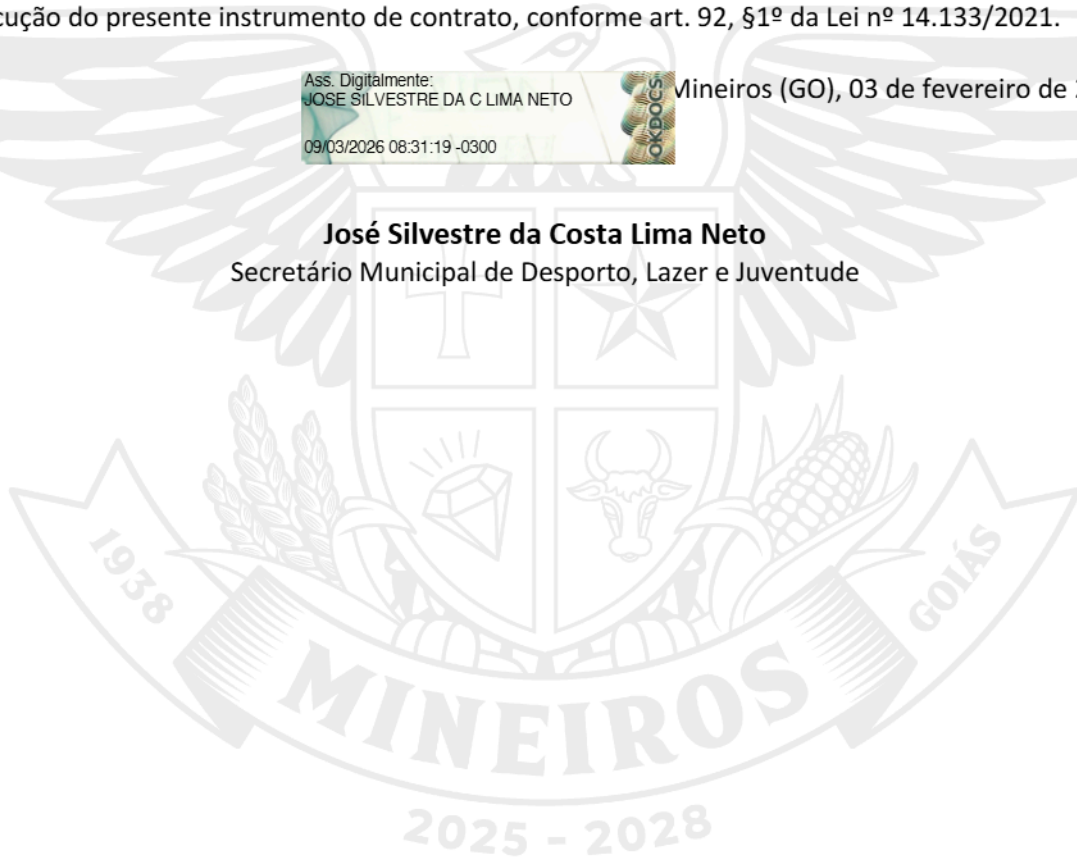 cução do presente instrumento de contrato, conforme art. 92, §1º da Lei nº 14.133/2021.
Ass. Digitalmente:
JOSE SILVESTRE DA C LIMA NETO
09/03/2026 08:31:19 -0300
OKDOCS
Mineiros (GO), 03 de fevereiro de
José Silvestre da Costa Lima Neto
Secretário Municipal de Desporto, Lazer e Juventude
1938
GOIÁS
MINEIROS
2025 - 2028